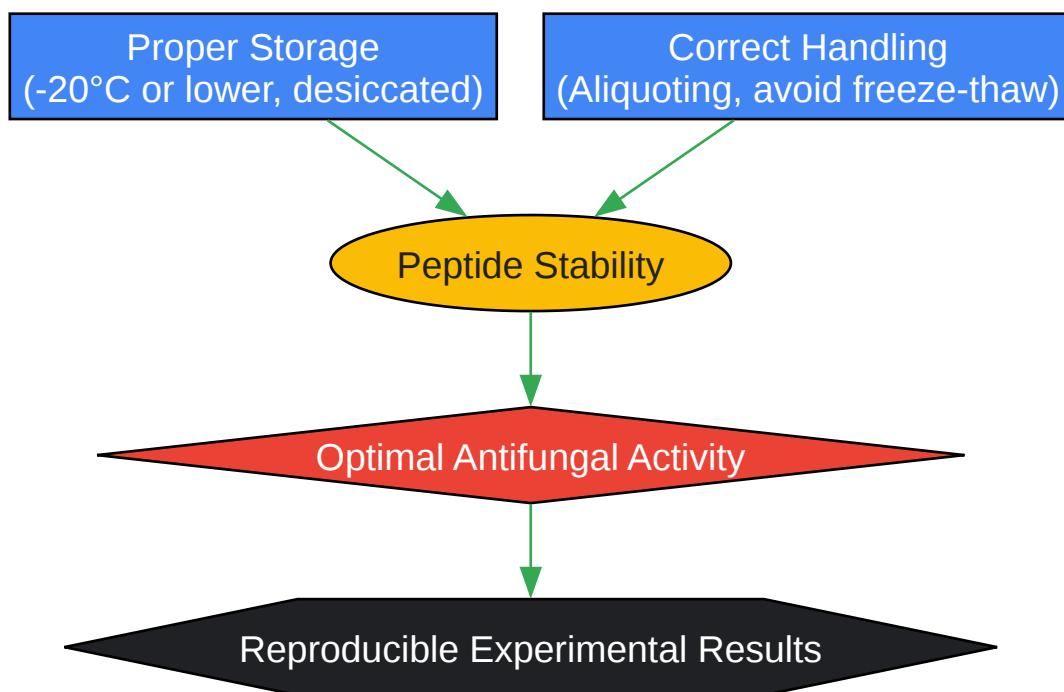 Proper Storage
(-20°C or lower, desiccated)
Correct Handling
(Aliquoting, avoid freeze-thaw)
Peptide Stability
Optimal Antifungal Activity
Reproducible Experimental Results